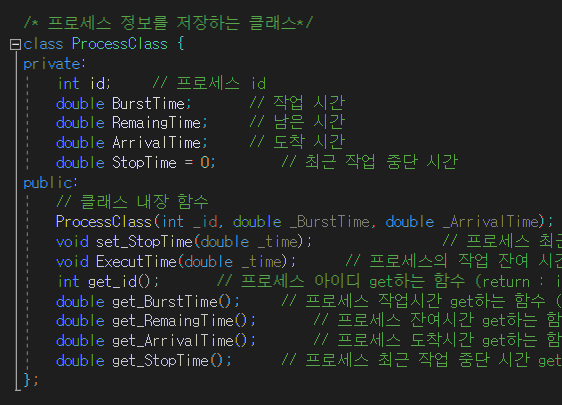 /* 프로세스 정보를 저장하는 클래스*/
class ProcessClass {
private:
int id; // 프로세스 id
double BurstTime; // 작업 시간
double RemaingTime; // 남은 시간
double ArrivalTime; // 도착 시간
double StopTime = 0; // 최근 작업 중단 시간
public:
// 클래스 내장 함수
ProcessClass(int _id, double _BurstTime, double _ArrivalTime);
void set_StopTime(double _time); // 프로세스 최근
void ExecutTime(double _time); // 프로세스의 작업 잔여 시간
int get_id(); // 프로세스 아이디 get하는 함수 (return : i
double get_BurstTime(); // 프로세스 작업시간 get하는 함수 (
double get_RemaingTime(); // 프로세스 잔여시간 get하는 함
double get_ArrivalTime(); // 프로세스 도착시간 get하는 함
double get_StopTime(); // 프로세스 최근 작업 중단 시간 get
};